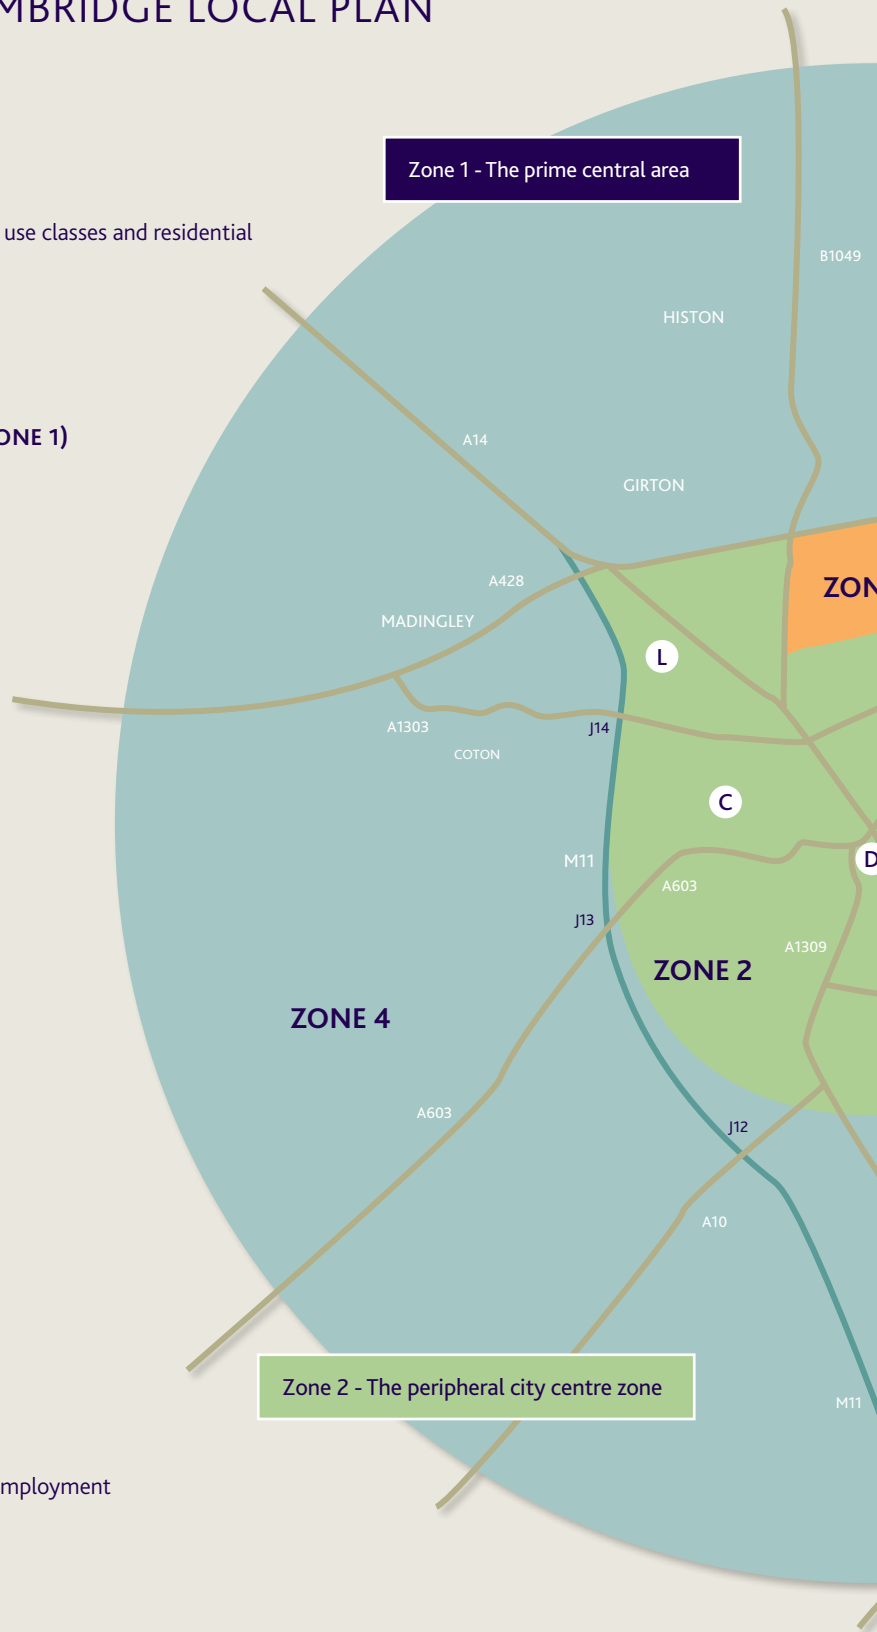 MBRIDGE LOCAL PLAN
Zone 1 - The prime central area
use classes and residential
B1049
HISTON
ONE 1)
A14
GIRTON
A428
ZON
MADINGLEY
L
A1303
J14
COTON
C
M11
D
A603
J13
A1309
ZONE 2
ZONE 4
A603
J12
A10
Zone 2 - The peripheral city centre zone
M11
mployment